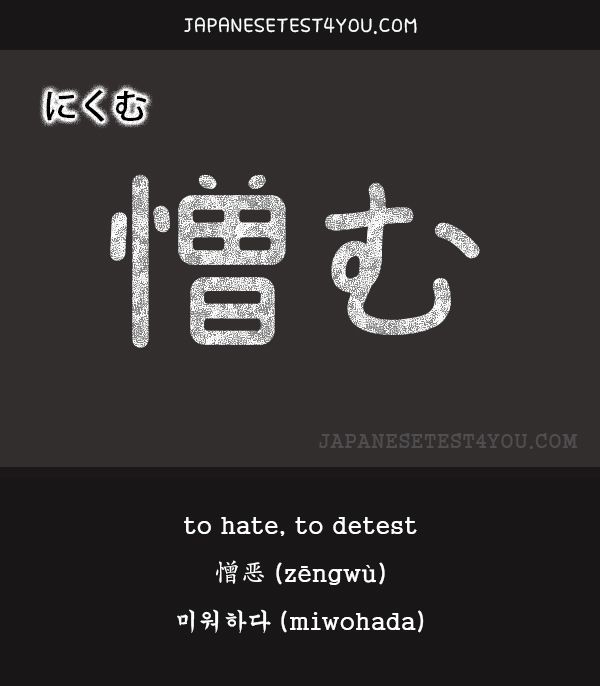 JAPANESETEST4YOU.COM
にくむ
憎む
JAPANESETEST4YOU.COM
to hate, to detest
憎恶 (zēngwù)
미워하다 (miwohada)